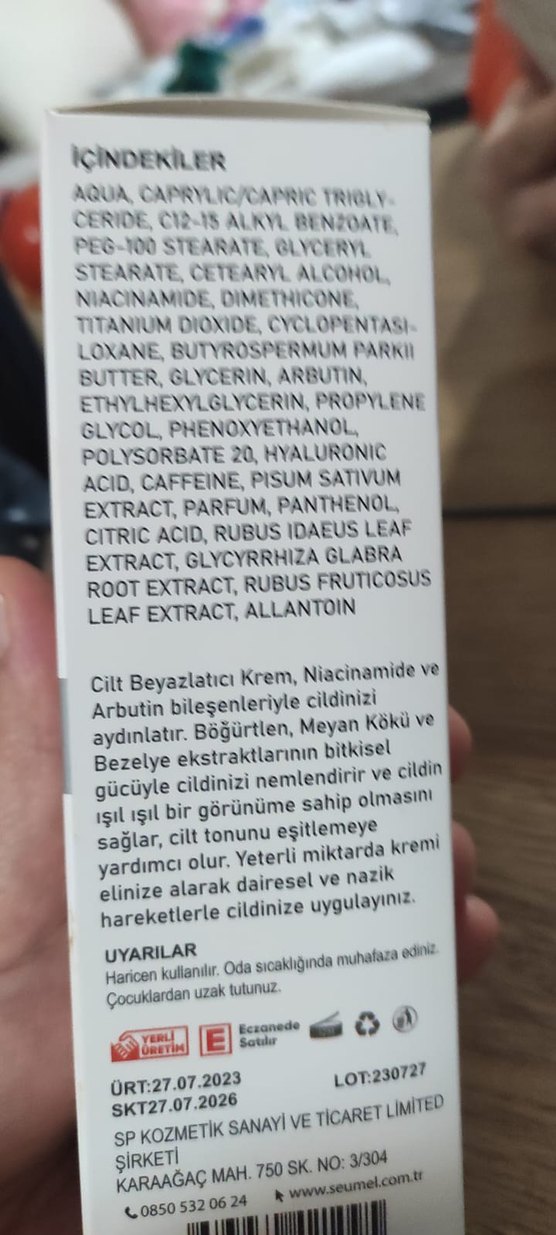 İÇİNDEKİLER
AQUA, CAPRYLIC/CAPRIC TRIGLY-
CERIDE, C12-15 ALKYL BENZOATE,
PEG-100 STEARATE, GLYCERYL
STEARATE, CETEARYL ALCOHOL,
NIACINAMIDE, DIMETHICONE,
TITANIUM DIOXIDE, CYCLOPENTASI-
LOXANE, BUTYROSPERMUM PARKII
BUTTER, GLYCERIN, ARBUTIN,
ETHYLHEXYLGLYCERIN, PROPYLENE
GLYCOL, PHENOXYETHANOL,
POLYSORBATE 20, HYALURONIC
ACID, CAFFEINE, PISUM SATIVUM
EXTRACT, PARFUM, PANTHENOL,
CITRIC ACID, RUBUS IDAEUS LEAF
EXTRACT, GLYCYRRHIZA GLABRA
ROOT EXTRACT, RUBUS FRUTICOSUS
LEAF EXTRACT, ALLANTOIN
Cilt Beyazlatıcı Krem, Niacinamide ve
Arbutin bileşenleriyle cildinizi
aydınlatır. Böğürtlen, Meyan Kökü ve
Bezelye ekstraktlarının bitkisel
gücüyle cildinizi nemlendirir ve cildin
ışıl ışıl bir görünüme sahip olmasını
sağlar, cilt tonunu eşitlemeye
yardımcı olur. Yeterli miktarda kremi
elinize alarak dairesel ve nazik
hareketlerle cildinize uygulayınız.
UYARILAR
Haricen kullanılır. Oda sıcaklığında muhafaza ediniz.
Çocuklardan uzak tutunuz.
YERLİ
ÜRETİM
E
Eczanede
Satılır
ÜRT:27.07.2023
LOT:230727
SKT27.07.2026
SP KOZMETİK SANAYİ VE TİCARET LİMİTED
ŞİRKETİ
KARAAĞAÇ MAH. 750 SK. NO: 3/304
0850 532 06 24 www.seumel.com.tr